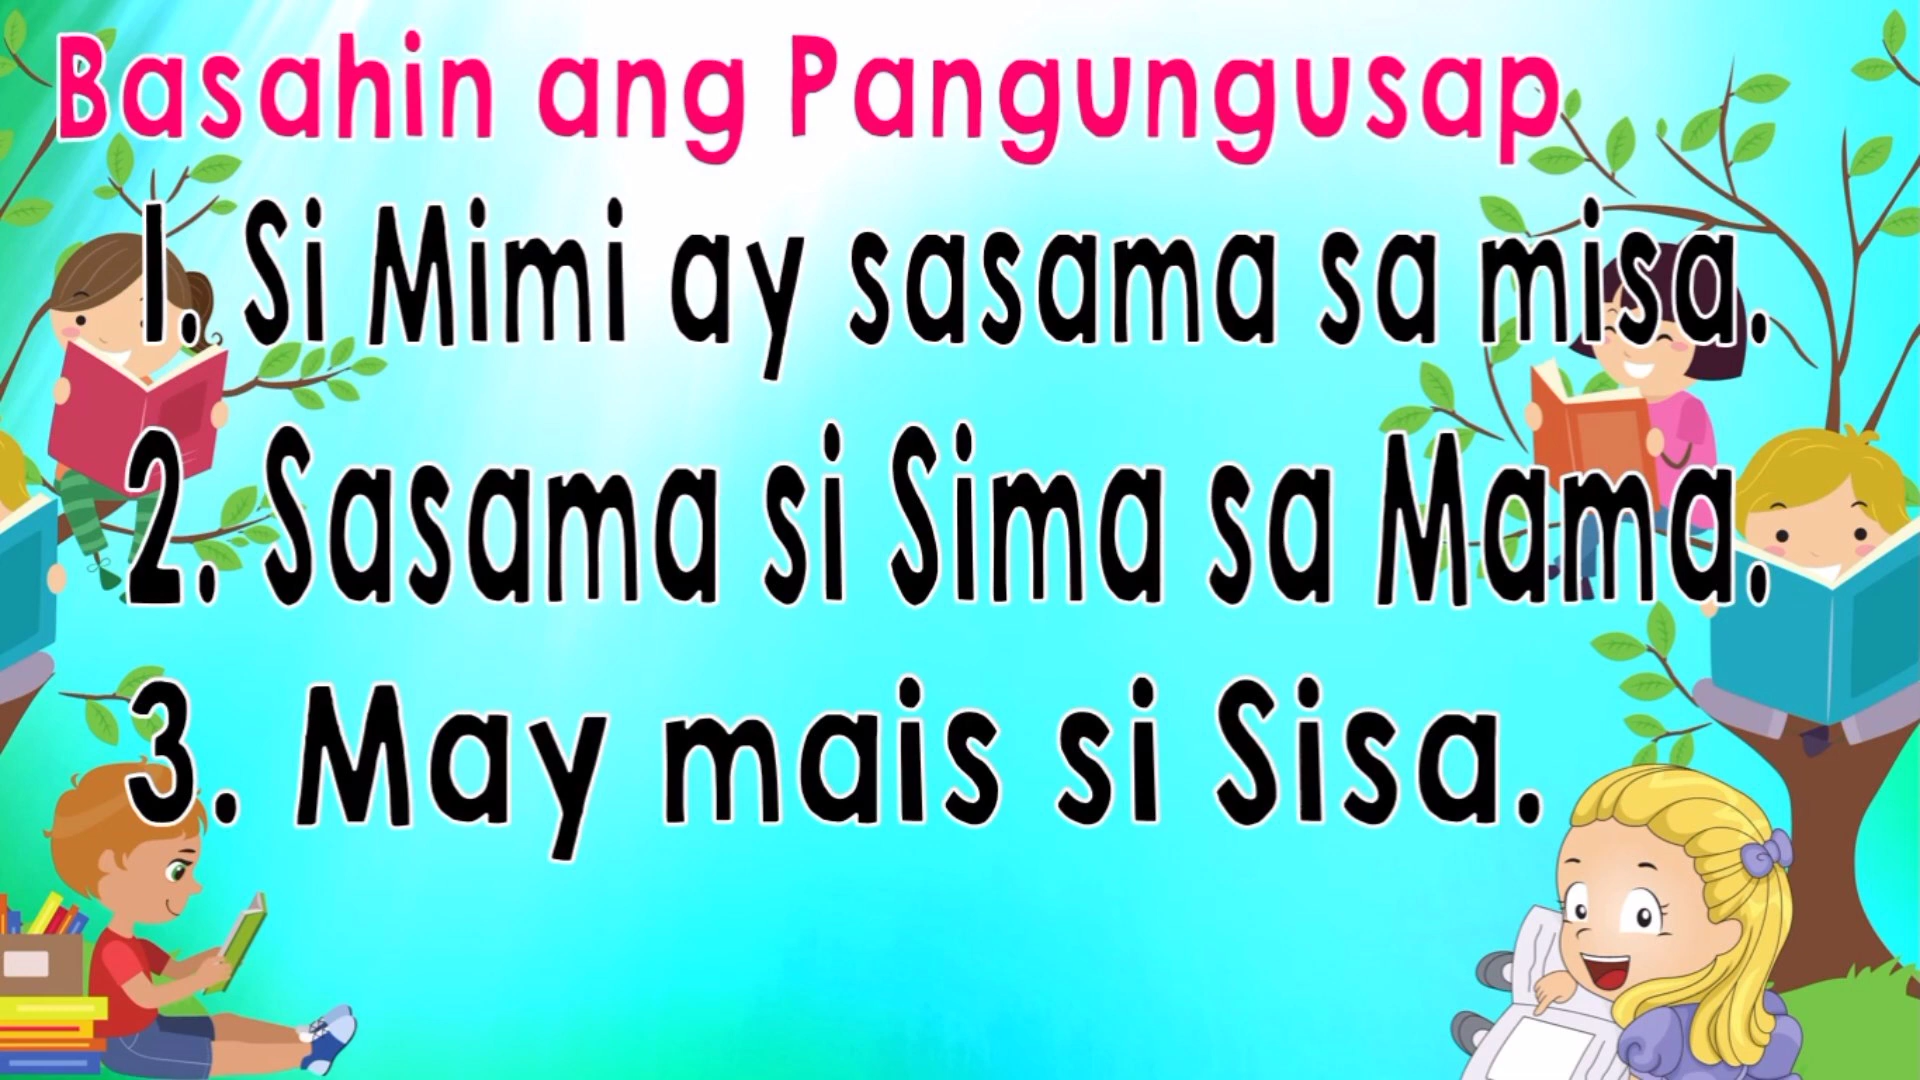 Basahin ang Pangungusap
1. Si Mimi ay sasama sa misa.
2. Sasama si Sima sa Mama.
3. May mais si Sisa.